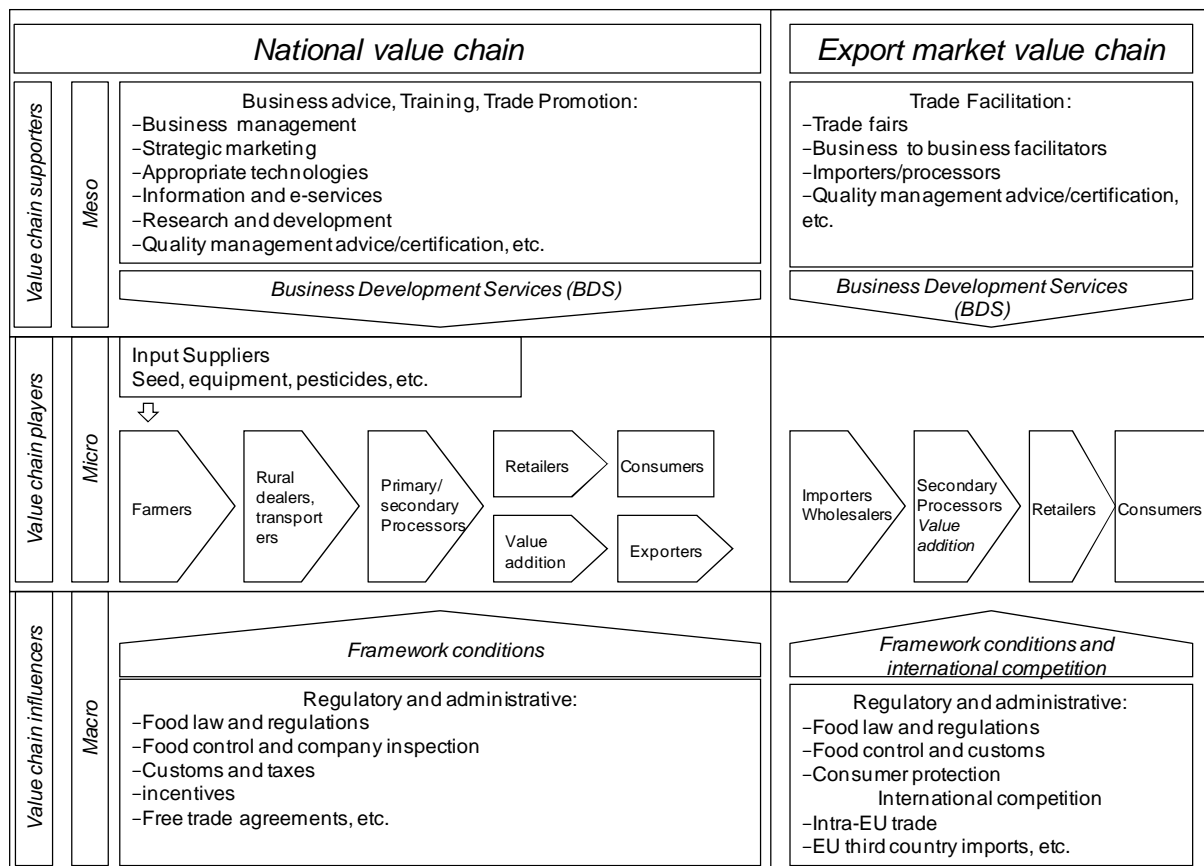 National value chain
Export market value chain
Value chain supporters
Meso
Business advice, Training, Trade Promotion:
–Business management
–Strategic marketing
–Appropriate technologies
–Information and e-services
–Research and development
–Quality management advice/certification, etc.
Business Development Services (BDS)
Trade Facilitation:
–Trade fairs
–Business to business facilitators
–Importers/processors
–Quality management advice/certification,
etc.
Business Development Services
(BDS)
Value chain players
Micro
Input Suppliers
Seed, equipment, pesticides, etc.
Farmers
Rural
dealers,
transport
ers
Primary/
secondary
Processors
Retailers
Consumers
Value
addition
Exporters
Importers
Wholesalers
Secondary
Processors
Value
addition
Retailers
Consumers
Value chain influencers
Macro
Framework conditions
Regulatory and administrative:
–Food law and regulations
–Food control and company inspection
–Customs and taxes
–incentives
–Free trade agreements, etc.
Framework conditions and
international competition
Regulatory and administrative:
–Food law and regulations
–Food control and customs
–Consumer protection
International competition
–Intra-EU trade
–EU third country imports, etc.